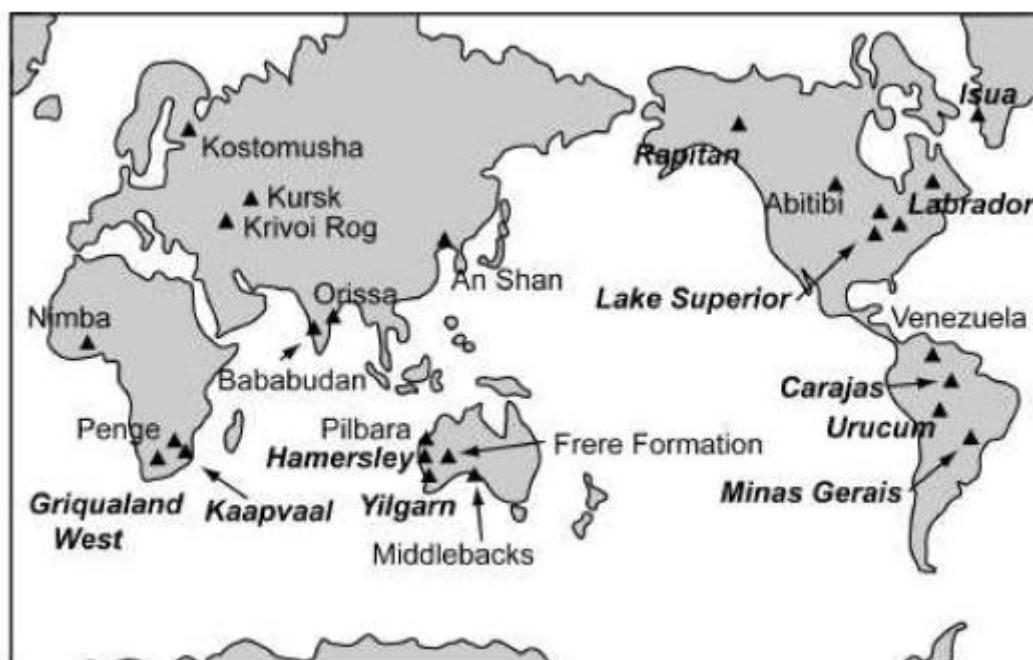 Isua
Kostomusha
Rapitan
Kursk
Abitibi
Labrador
Krivoi Rog
An Shan
Orissa
Lake Superior
Nimba
Venezuela
Bababudan
Carajas
Penge
Pilbara
Urucum
Hamersley
Frere Formation
Minas Gerais
Griqualand
West
Kaapvaal
Yilgarn
Middlebacks